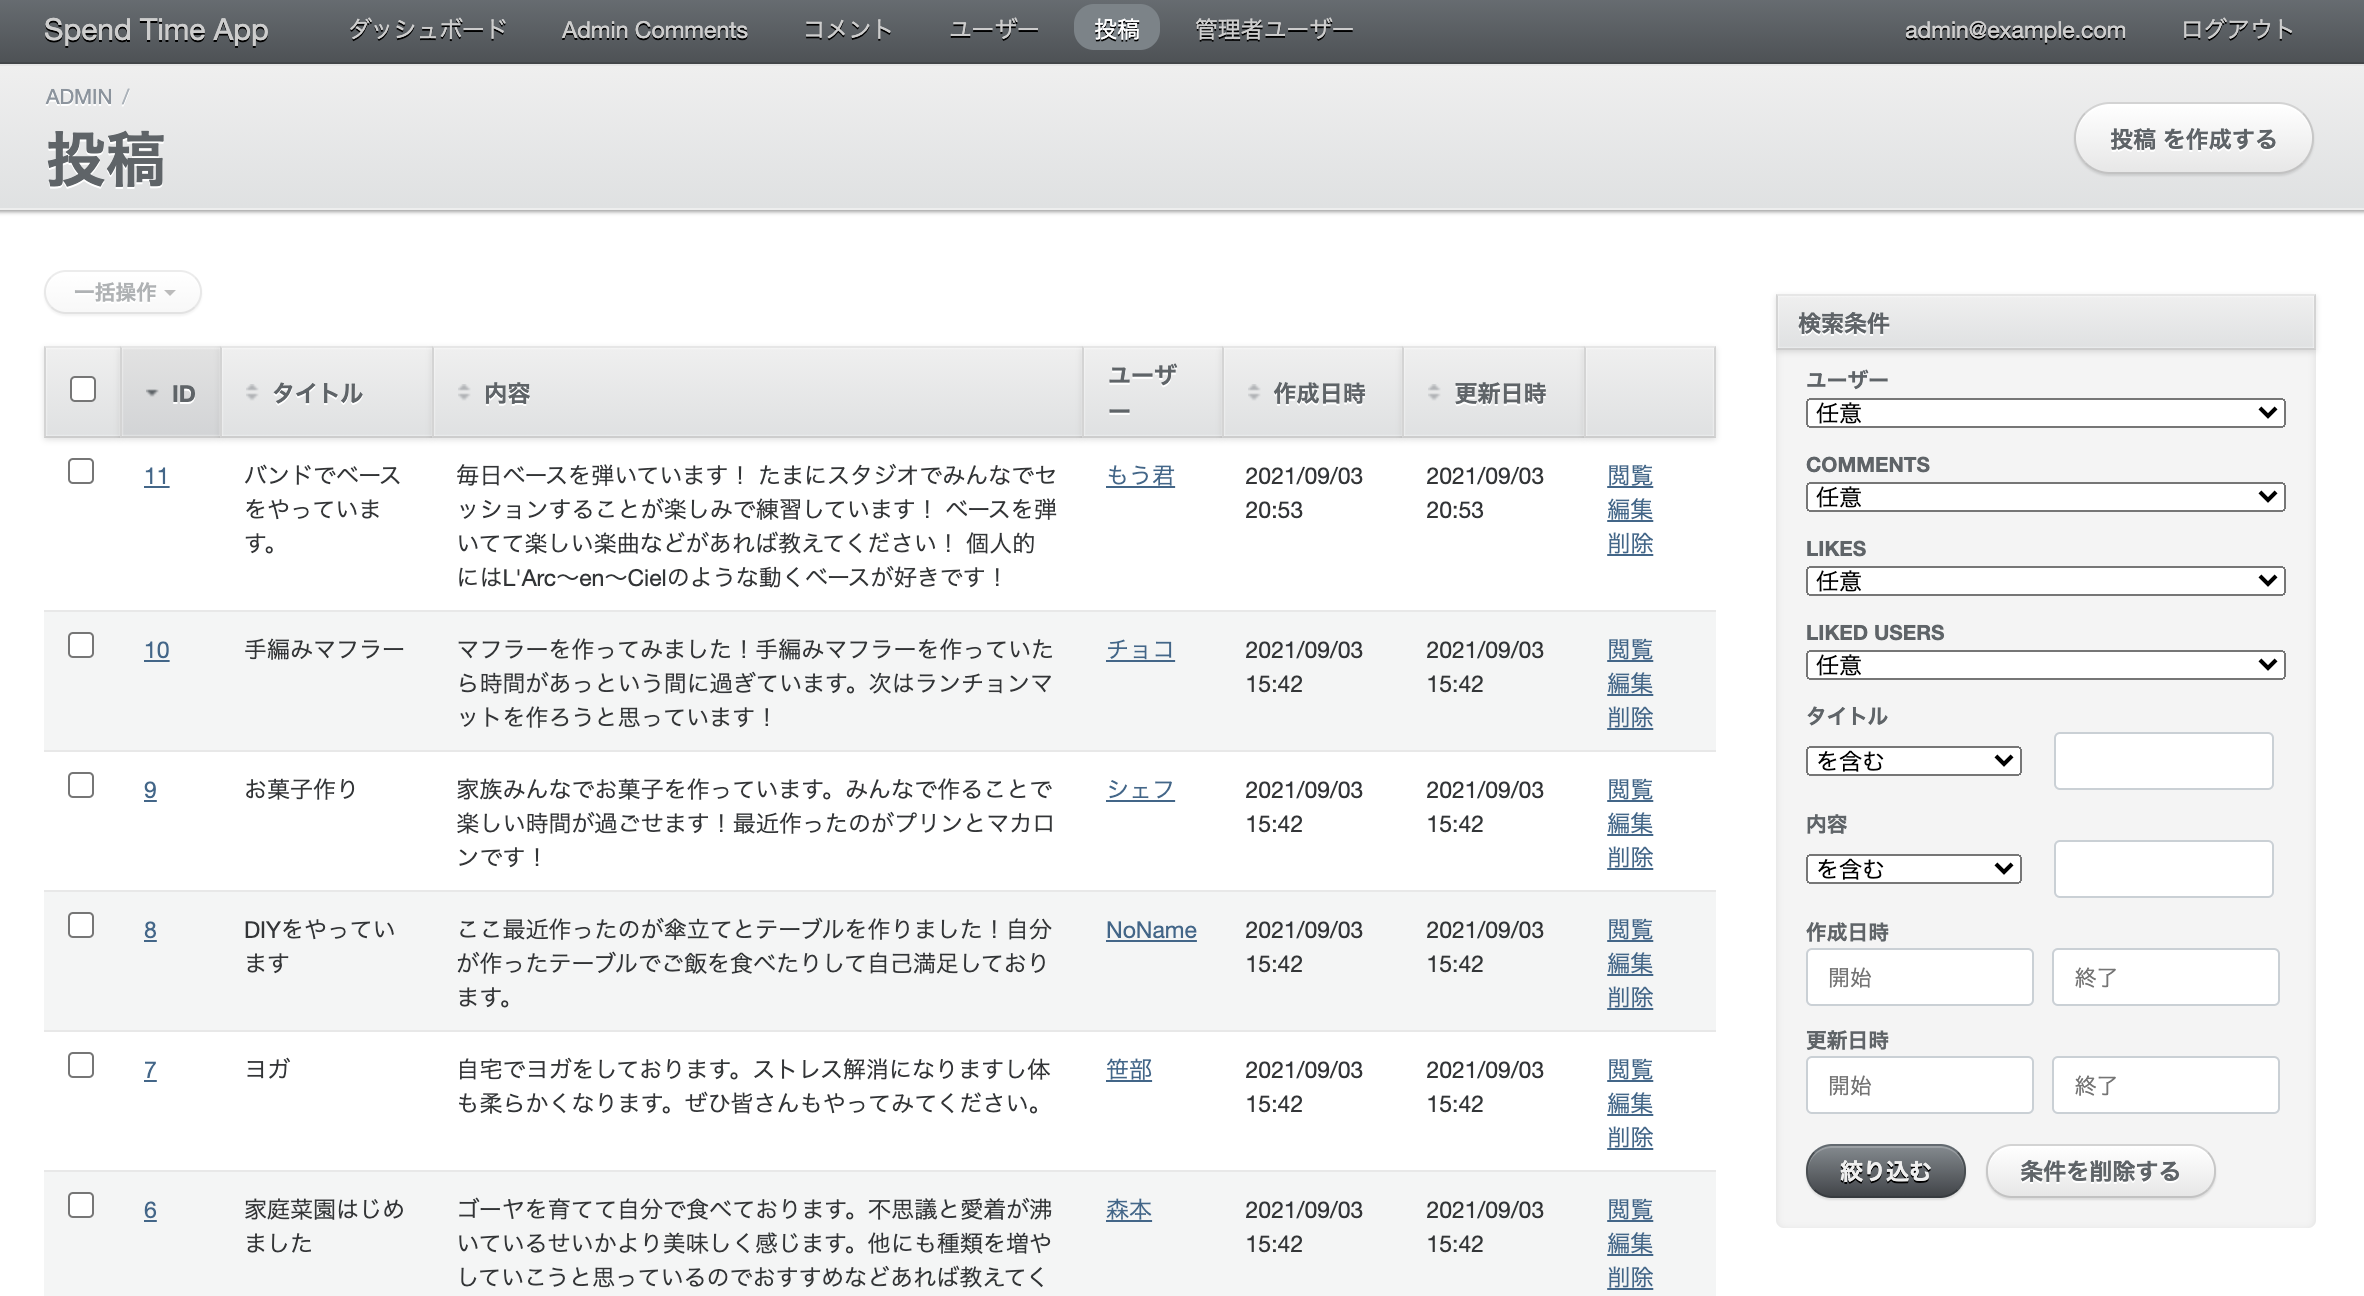 Spend Time App ダッシュボード Admin Comments コメント ユーザー 投稿 管理者ユーザー admin@example.com ログアウト
ADMIN /
投稿
投稿 を作成する
一括操作
ID タイトル 内容 ユーザー 作成日時 更新日時
11 バンドでベースをやっています。 毎日ベースを弾いています！ たまにスタジオでみんなでセ もう君 2021/09/03 2021/09/03 閲覧
ッションすることが楽しみで練習しています！ ベースを弾 20:53 20:53 編集
いてて楽しい楽曲などがあれば教えてください！ 個人的 削除
にはL'Arc〜en〜Cielのような動くベースが好きです！
10 手編みマフラー マフラーを作ってみました！手編みマフラーを作っていた チョコ 2021/09/03 2021/09/03 閲覧
ら時間があっという間に過ぎています。次はランチョンマ 15:42 15:42 編集
ットを作ろうと思っています！ 削除
9 お菓子作り 家族みんなでお菓子を作っています。みんなで作ることで シェフ 2021/09/03 2021/09/03 閲覧
楽しい時間が過ごせます！最近作ったのがプリンとマカロ 15:42 15:42 編集
ンです！ 削除
8 DIYをやってい ここ最近作ったのが傘立てとテーブルを作りました！自分 NoName 2021/09/03 2021/09/03 閲覧
ます が作ったテーブルでご飯を食べたりして自己満足しており 15:42 15:42 編集
ます。 削除
7 ヨガ 自宅でヨガをしております。ストレス解消になりますし体 笹部 2021/09/03 2021/09/03 閲覧
も柔らかくなります。ぜひ皆さんもやってみてください。 15:42 15:42 編集
削除
6 家庭菜園はじめ ゴーヤを育てて自分で食べております。不思議と愛着が沸 森本 2021/09/03 2021/09/03 閲覧
ました いているせいかより美味しく感じます。他にも種類を増や 15:42 15:42 編集
していこうと思っているのでおすすめなどあれば教えてく 削除
検索条件
ユーザー
任意
COMMENTS
任意
LIKES
任意
LIKED USERS
任意
タイトル
を含む
内容
を含む
作成日時
開始 終了
更新日時
開始 終了
絞り込む 条件を削除する